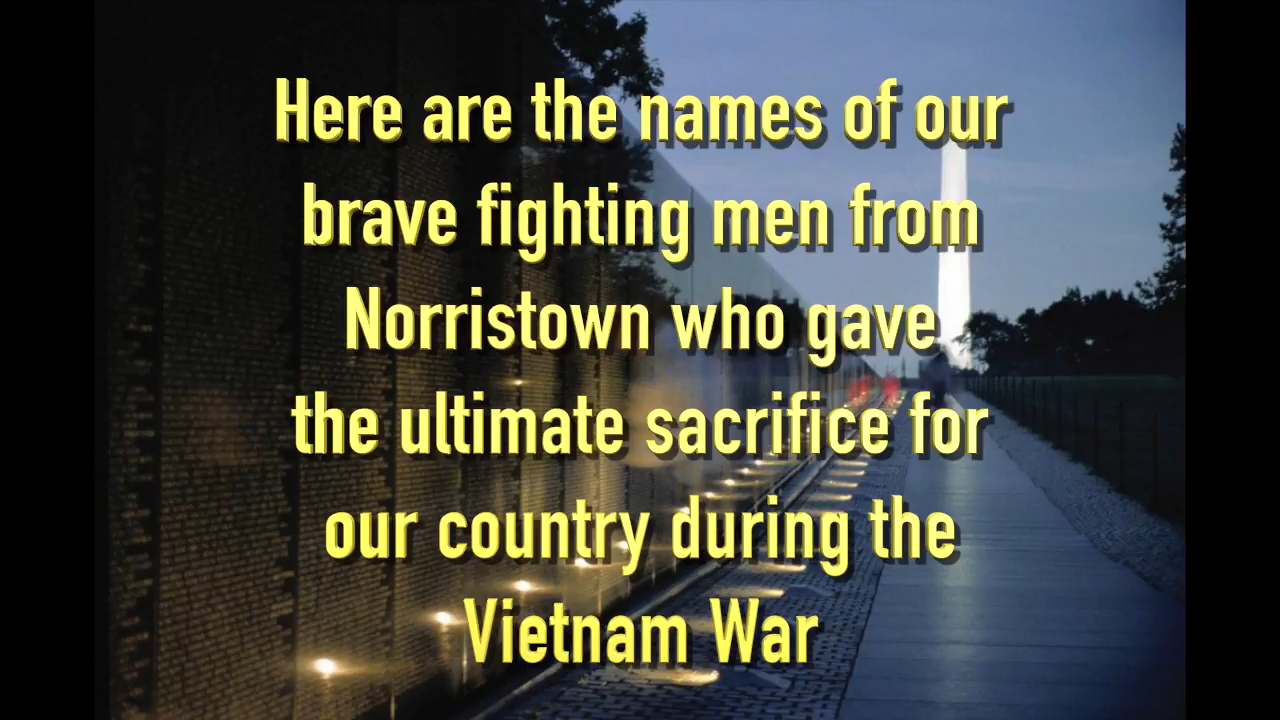 Here are the names of our
brave fighting men from
Norristown who gave
the ultimate sacrifice for
our country during the
Vietnam War